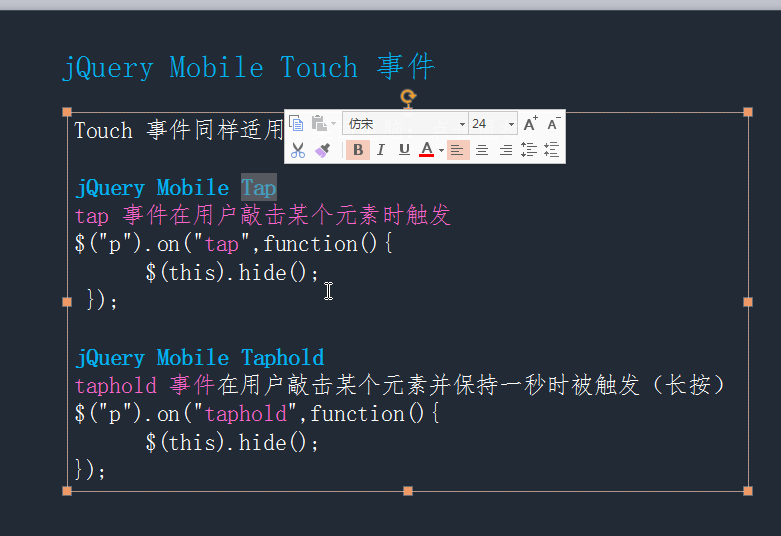 jQuery Mobile Touch 事件
Touch 事件同样适用
仿宋 24
B I U A
jQuery Mobile Tap
tap 事件在用户敲击某个元素时触发
$("p").on("tap",function(){
$(this).hide();
});
jQuery Mobile Taphold
taphold 事件在用户敲击某个元素并保持一秒时被触发（长按）
$("p").on("taphold",function(){
$(this).hide();
});